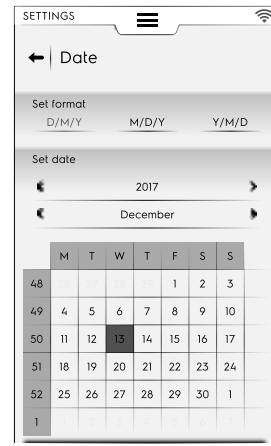 SETTINGS
Date
Set format
D/M/Y M/D/Y Y/M/D
Set date
2017
December
M T W T F S S
48 1 2 3
49 4 5 6 7 8 9 10
50 11 12 13 14 15 16 17
51 18 19 20 21 22 23 24
52 25 26 27 28 29 30 1
1